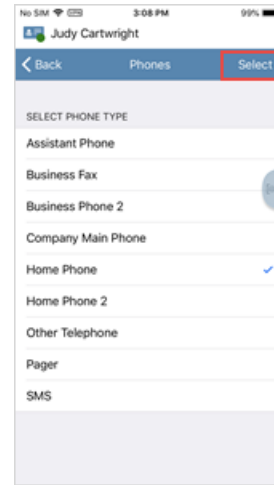 No SIM 3:08 PM 99%
Judy Cartwright
Back Phones Select
SELECT PHONE TYPE
Assistant Phone
Business Fax
Business Phone 2
Company Main Phone
Home Phone
Home Phone 2
Other Telephone
Pager
SMS